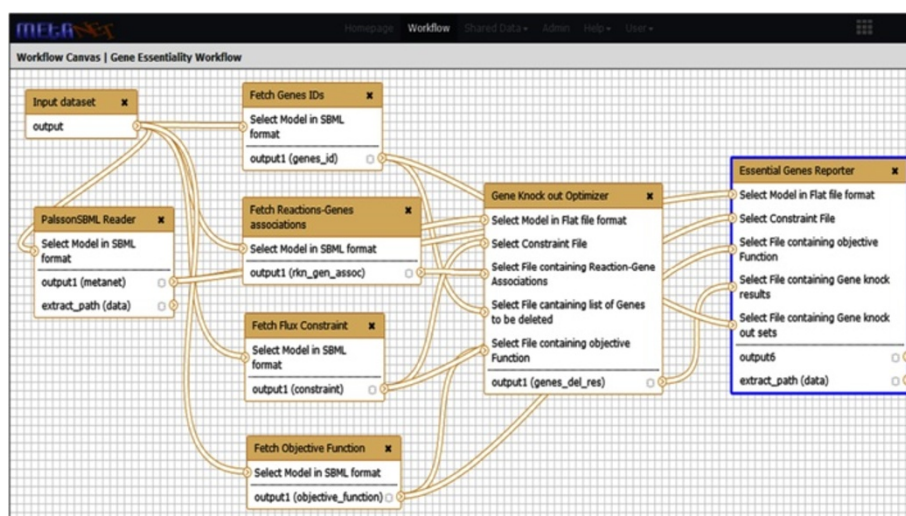 METANET
Homepage Workflow Shared Data Admin Help User
Workflow Canvas | Gene Essentiality Workflow
Input dataset
output
PalssonSBML Reader
Select Model in SBML
format
output1 (metanet)
extract_path (data)
Fetch Genes IDs
Select Model in SBML
format
output1 (genes_id)
Fetch Reactions-Genes
associations
Select Model in SBML format
output1 (rkn_gen_assoc)
Fetch Flux Constraint
Select Model in SBML
format
output1 (constraint)
Fetch Objective Function
Select Model in SBML format
output1 (objective_function)
Gene Knock out Optimizer
Select Model in Flat file format
Select Constraint File
Select File containing Reaction-Gene
Associations
Select File cantaining list of Genes
to be deleted
Select File containing objective
Function
output1 (genes_del_res)
Essential Genes Reporter
Select Model in Flat file format
Select Constraint File
Select File containing objective
Function
Select File containing Gene knock
results
Select File containing Gene knock
out sets
output6
extract_path (data)